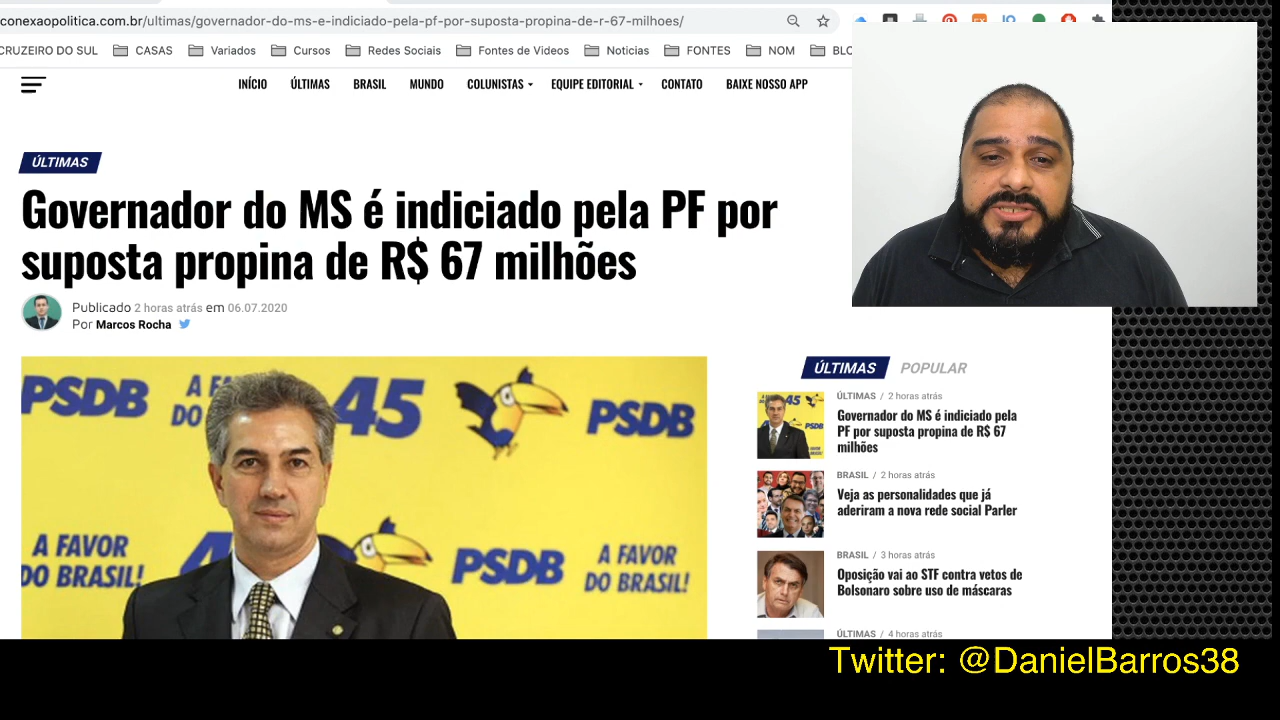 conexaopolitica.com.br/ultimas/governador-do-ms-e-indiciado-pela-pf-por-suposta-propina-de-r-67-milhoes/
CRUZEIRO DO SUL CASAS Variados Cursos Redes Sociais Fontes de Videos Noticias FONTES NOM BLO
INÍCIO ÚLTIMAS BRASIL MUNDO COLUNISTAS EQUIPE EDITORIAL CONTATO BAIXE NOSSO APP
ÚLTIMAS
Governador do MS é indiciado pela PF por
suposta propina de R$ 67 milhões
Publicado 2 horas atrás em 06.07.2020
Por Marcos Rocha
PSDB A FA 45 PSDB
DO
A FAVOR PSDB A FAVOR
DO BRASIL! DO BRASIL!
ÚLTIMAS POPULAR
ÚLTIMAS / 2 horas atrás
Governador do MS é indiciado pela
PF por suposta propina de R$ 67
milhões
BRASIL / 2 horas atrás
Veja as personalidades que já
aderiram a nova rede social Parler
BRASIL / 3 horas atrás
Oposição vai ao STF contra vetos de
Bolsonaro sobre uso de máscaras
ÚLTIMAS / 4 horas atrás
Twitter: @DanielBarros38